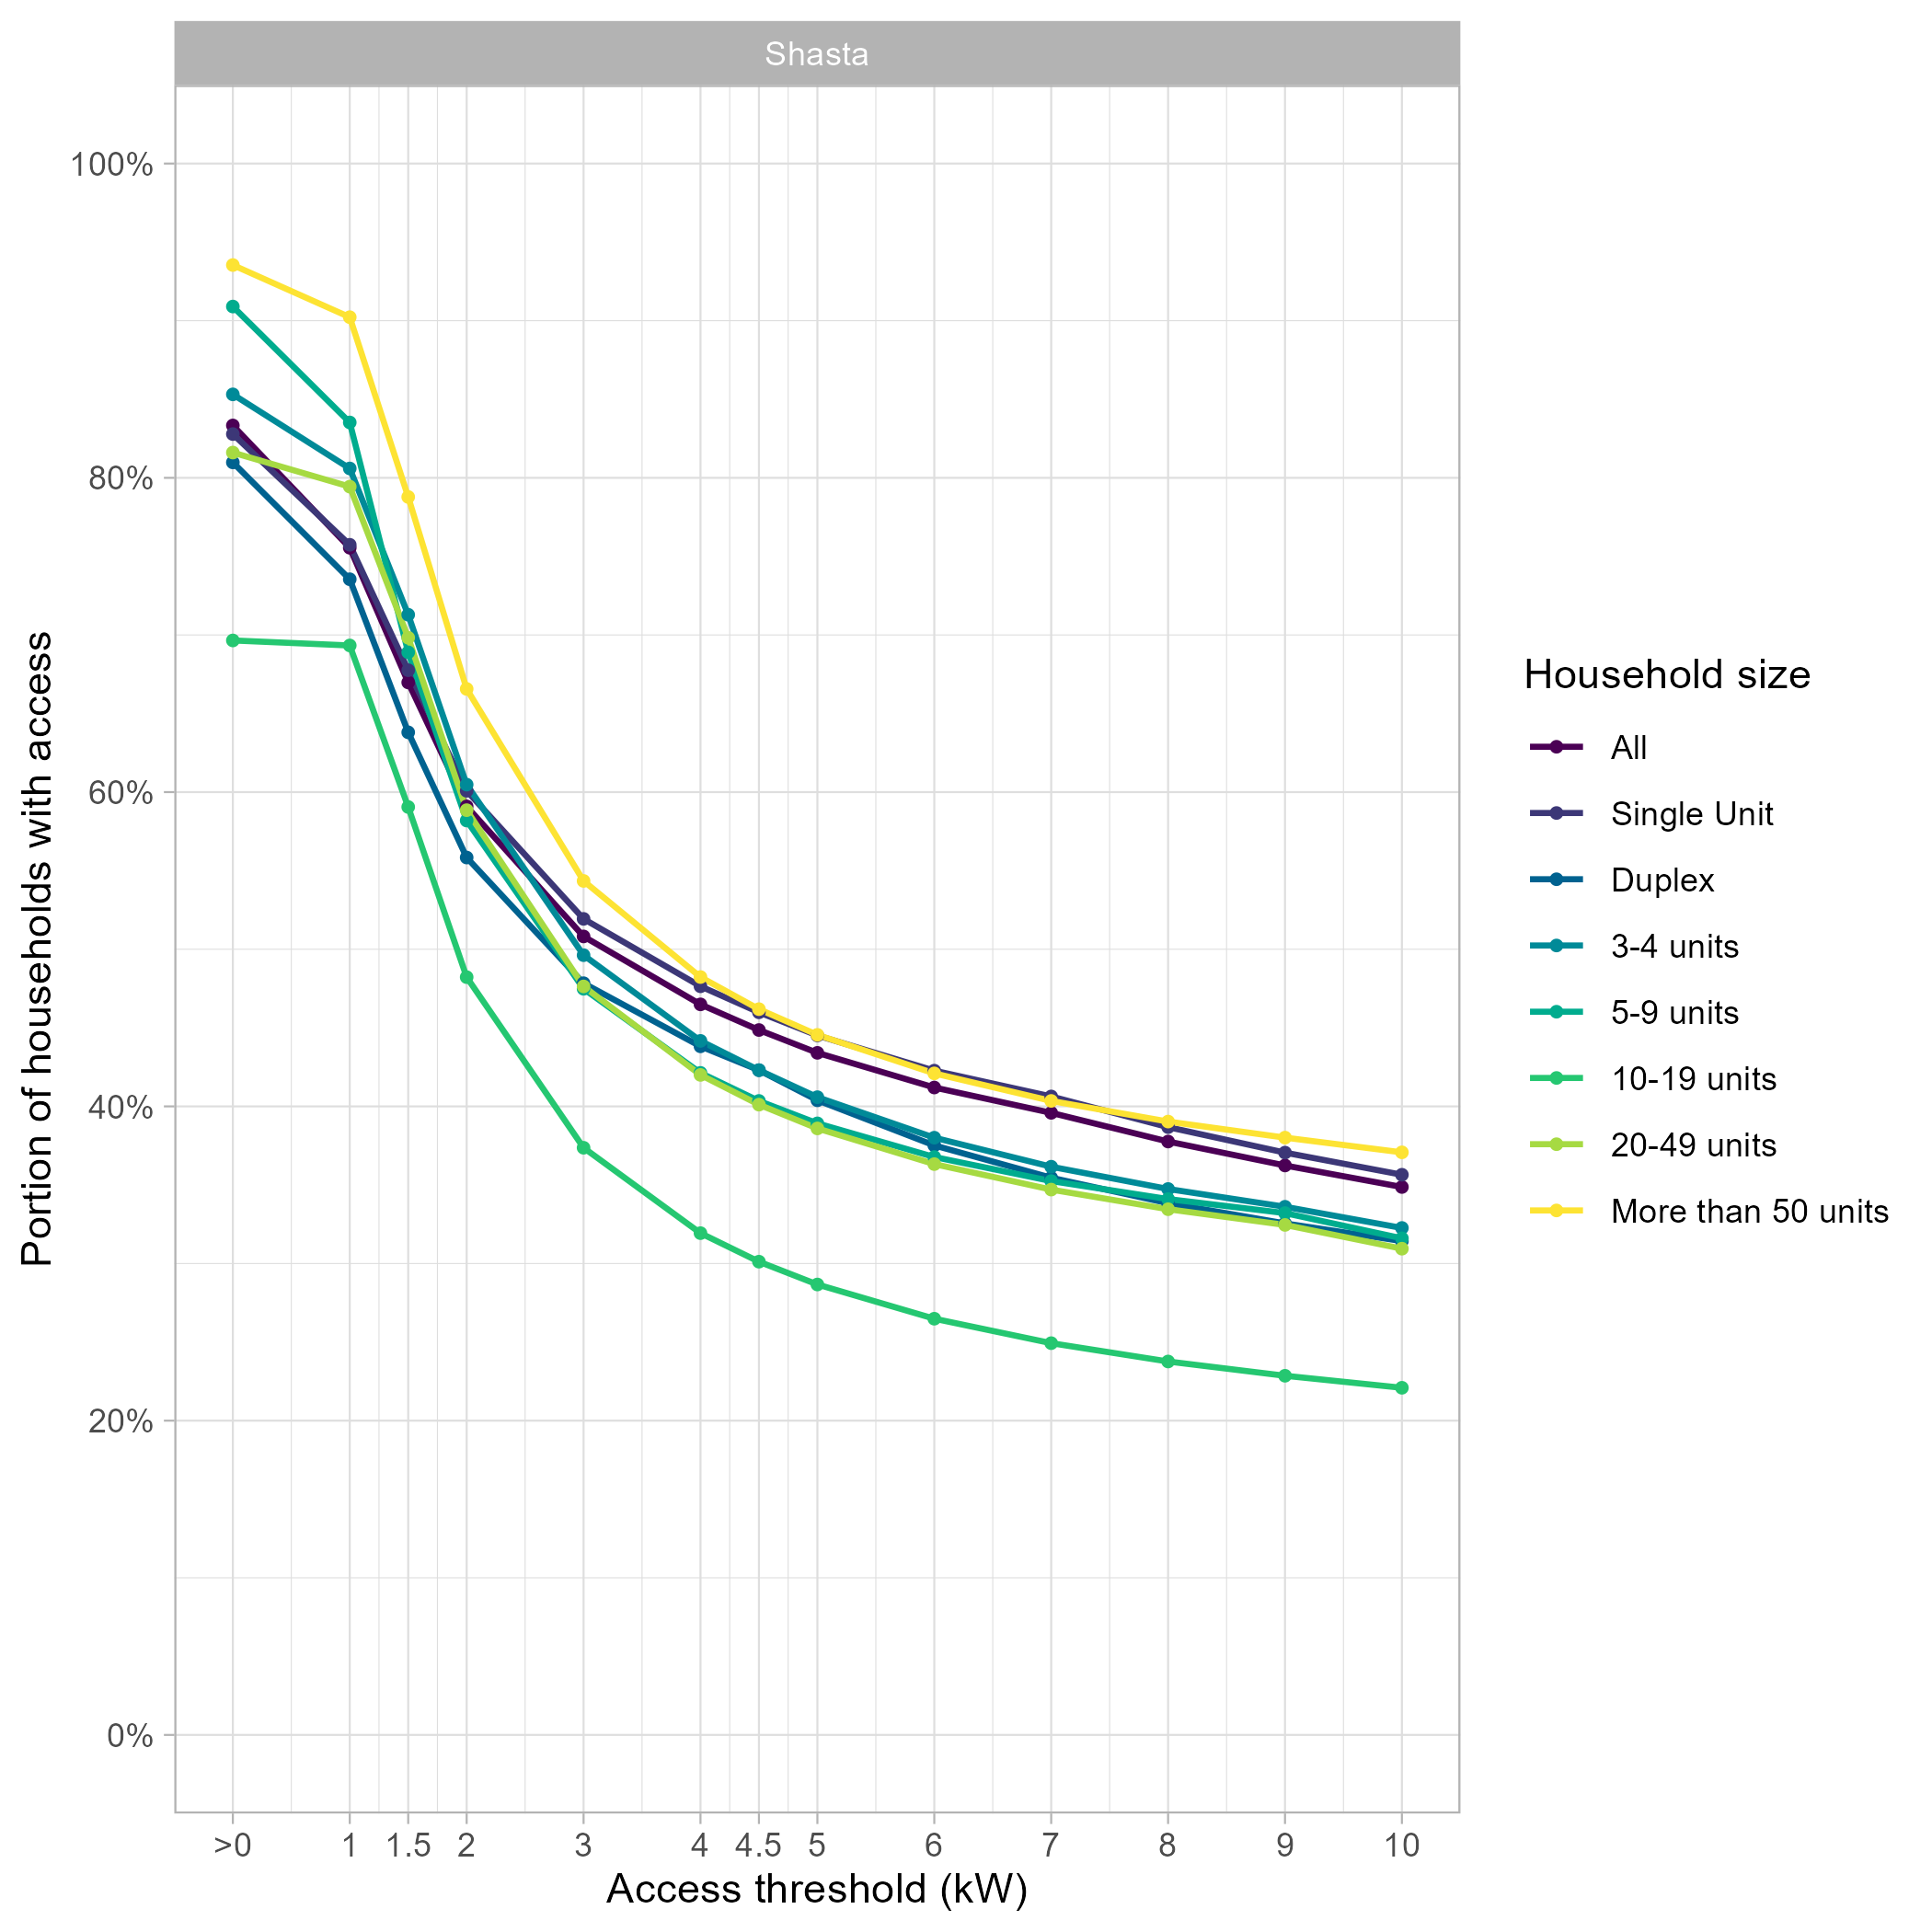 Shasta
100%
80%
60%
40%
20%
0%
Portion of households with access
>0 1 1.5 2 3 4 4.5 5 6 7 8 9 10
Access threshold (kW)
Household size
All
Single Unit
Duplex
3-4 units
5-9 units
10-19 units
20-49 units
More than 50 units